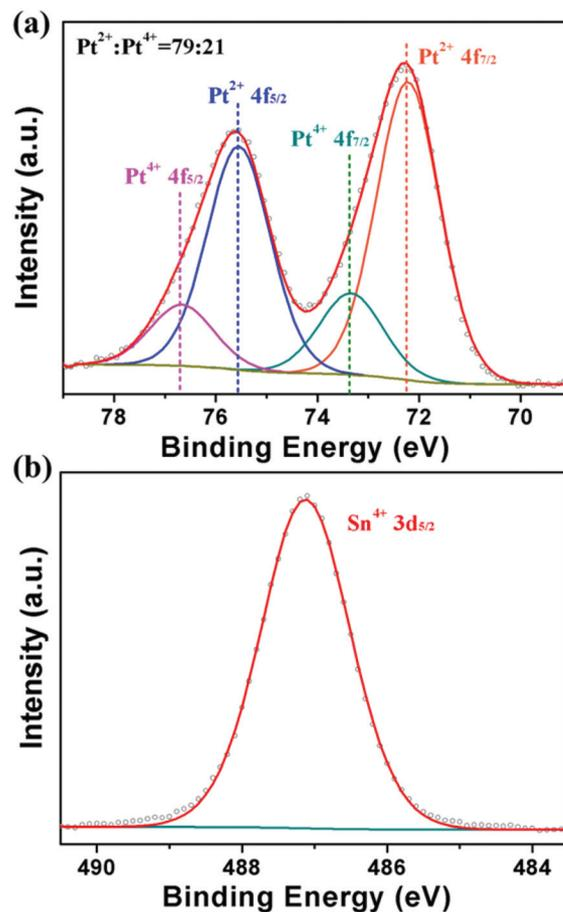 (a)
Pt²⁺:Pt⁴⁺=79:21
Pt²⁺ 4f₇/₂
Pt²⁺ 4f₅/₂
Pt⁴⁺ 4f₇/₂
Pt⁴⁺ 4f₅/₂
Intensity (a.u.)
78 76 74 72 70
Binding Energy (eV)
(b)
Sn⁴⁺ 3d₅/₂
Intensity (a.u.)
490 488 486 484
Binding Energy (eV)